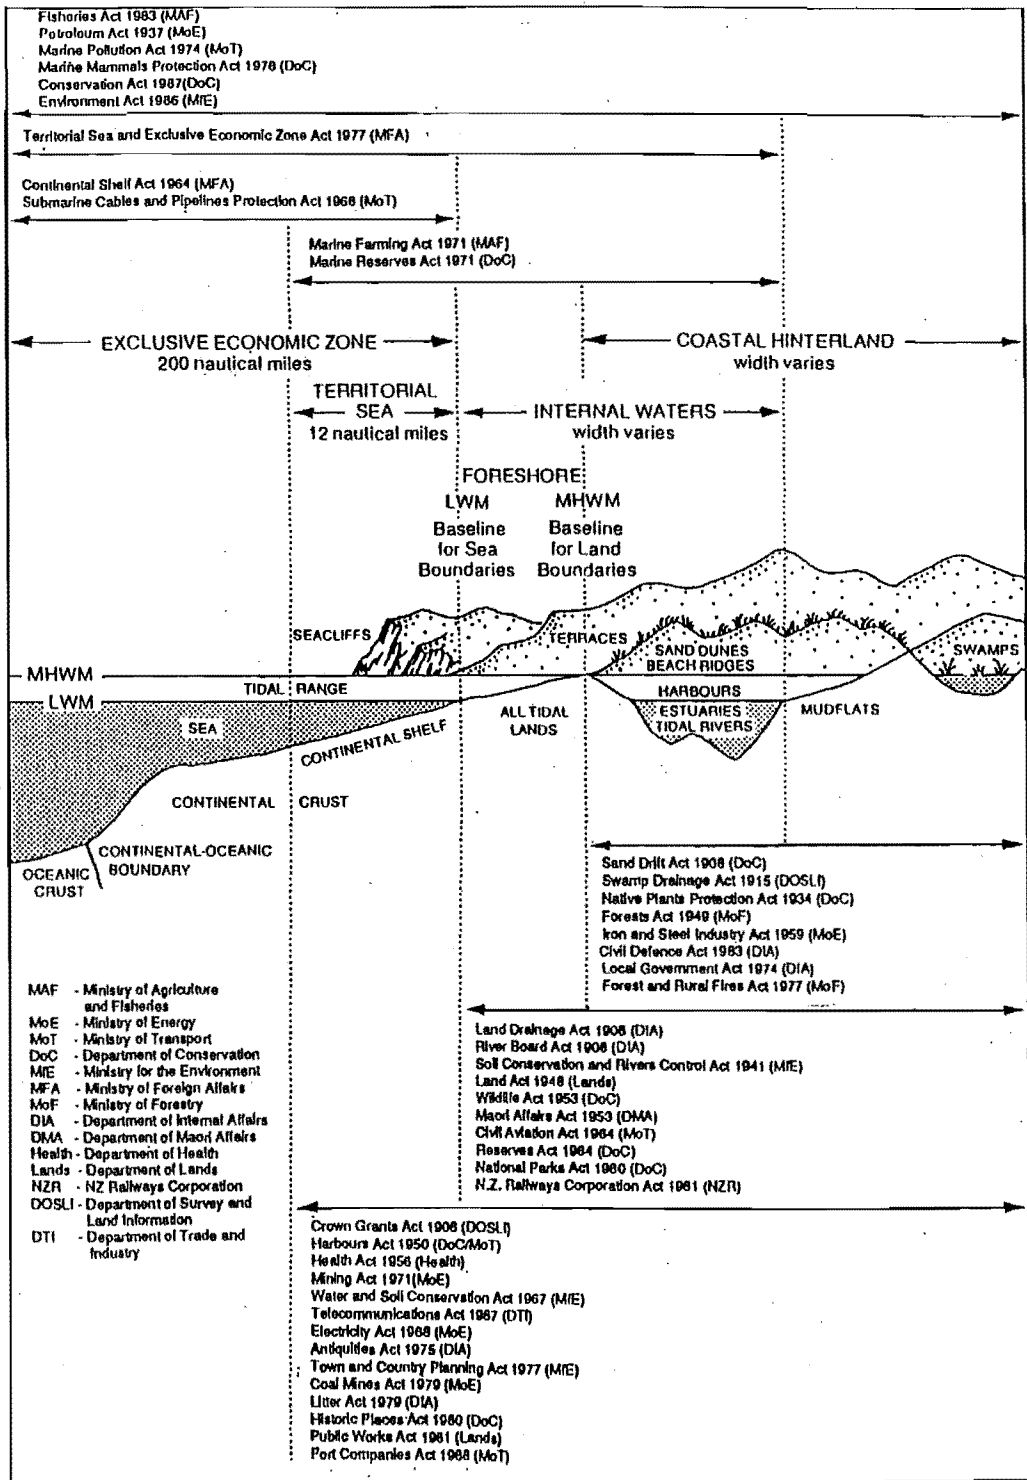 Fisheries Act 1983 (MAF)
Petroleum Act 1937 (MoE)
Marine Pollution Act 1974 (MoT)
Marine Mammals Protection Act 1978 (DoC)
Conservation Act 1987(DoC)
Environment Act 1986 (MfE)
Territorial Sea and Exclusive Economic Zone Act 1977 (MFA)
Continental Shelf Act 1964 (MFA)
Submarine Cables and Pipelines Protection Act 1966 (MoT)
Marine Farming Act 1971 (MAF)
Marine Reserves Act 1971 (DoC)
EXCLUSIVE ECONOMIC ZONE
200 nautical miles
COASTAL HINTERLAND
width varies
TERRITORIAL
SEA
12 nautical miles
INTERNAL WATERS
width varies
FORESHORE
LWM
Baseline
for Sea
Boundaries
MHWM
Baseline
for Land
Boundaries
SEACLIFFS
TERRACES
SAND DUNES
BEACH RIDGES
SWAMPS
MHWM
TIDAL RANGE
HARBOURS
LWM
SEA
CONTINENTAL SHELF
ALL TIDAL
LANDS
ESTUARIES
TIDAL RIVERS
MUDFLATS
CONTINENTAL CRUST
CONTINENTAL-OCEANIC
BOUNDARY
OCEANIC
CRUST
Sand Drift Act 1908 (DoC)
Swamp Drainage Act 1915 (DOSLI)
Native Plants Protection Act 1934 (DoC)
Forests Act 1949 (MoF)
Iron and Steel Industry Act 1959 (MoE)
Civil Defence Act 1983 (DIA)
Local Government Act 1974 (DIA)
Forest and Rural Fires Act 1977 (MoF)
MAF - Ministry of Agriculture
and Fisheries
MoE - Ministry of Energy
MoT - Ministry of Transport
DoC - Department of Conservation
MfE - Ministry for the Environment
MFA - Ministry of Foreign Affairs
MoF - Ministry of Forestry
DIA - Department of Internal Affairs
DMA - Department of Maori Affairs
Health - Department of Health
Lands - Department of Lands
NZR - NZ Railways Corporation
DOSLI - Department of Survey and
Land Information
DTI - Department of Trade and
Industry
Land Drainage Act 1908 (DIA)
River Board Act 1908 (DIA)
Soil Conservation and Rivers Control Act 1941 (MfE)
Land Act 1948 (Lands)
Wildlife Act 1953 (DoC)
Maori Affairs Act 1953 (DMA)
Civil Aviation Act 1964 (MoT)
Reserves Act 1964 (DoC)
National Parks Act 1980 (DoC)
N.Z. Railways Corporation Act 1981 (NZR)
Crown Grants Act 1908 (DOSLI)
Harbours Act 1950 (DoC/MoT)
Health Act 1956 (Health)
Mining Act 1971(MoE)
Water and Soil Conservation Act 1967 (MfE)
Telecommunications Act 1987 (DTI)
Electricity Act 1968 (MoE)
Antiquities Act 1975 (DIA)
Town and Country Planning Act 1977 (MfE)
Coal Mines Act 1979 (MoE)
Litter Act 1979 (DIA)
Historic Places Act 1980 (DoC)
Public Works Act 1981 (Lands)
Port Companies Act 1988 (MoT)